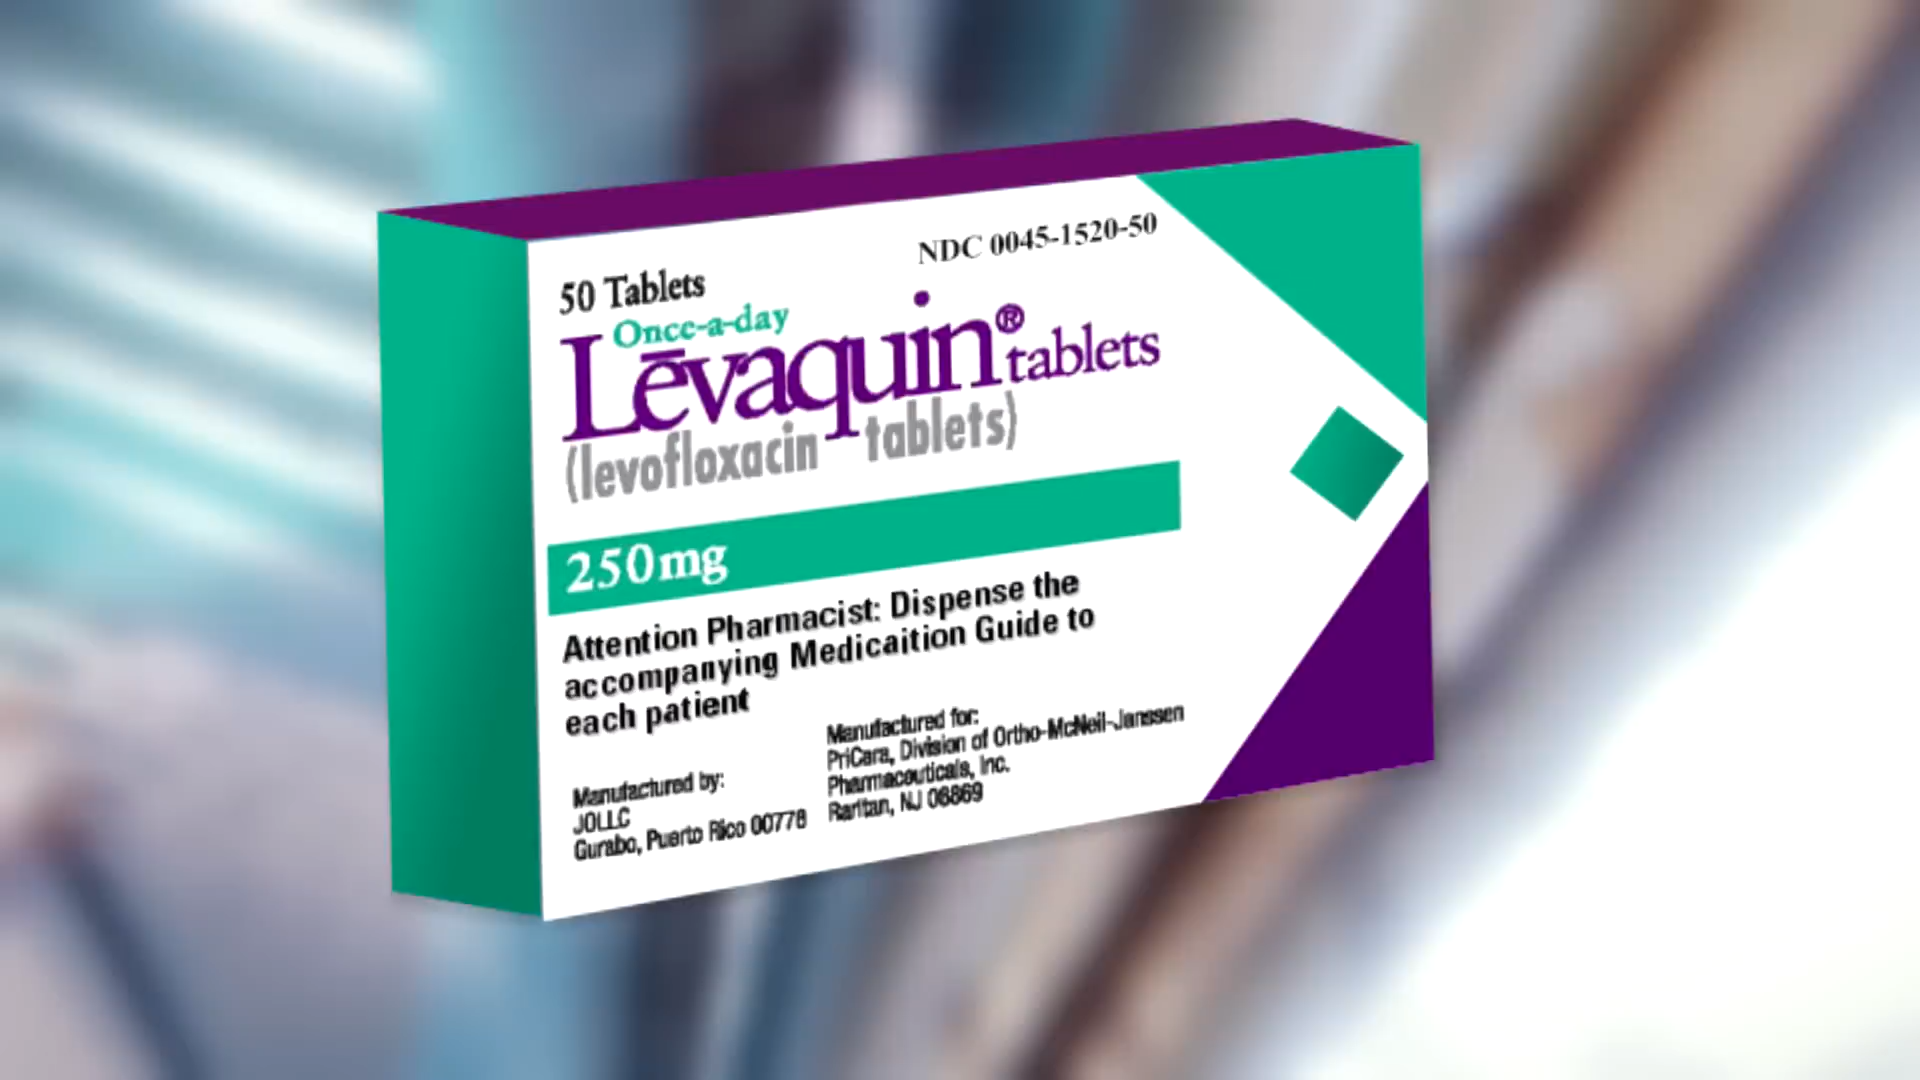 NDC 0045-1520-50
50 Tablets
Once-a-day
Lēvaquin® tablets
(levofloxacin tablets)
250mg
Attention Pharmacist: Dispense the
accompanying Medicaition Guide to
each patient
Manufactured by:
JOLLC
Gurabo, Puerto Rico 00778
Manufactured for:
PriCara, Division of Ortho-McNeil-Janssen
Pharmaceuticals, Inc.
Raritan, NJ 08869